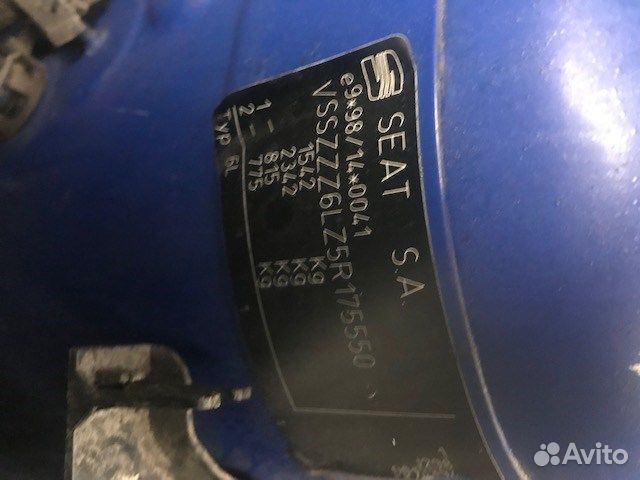 SEAT S.A.
e9*98/14*0041
VSSZZZ6LZ5R175550
1542 Kg
2342 Kg
1 - 815 Kg
2 - 775 Kg
TYP 6L
Avito